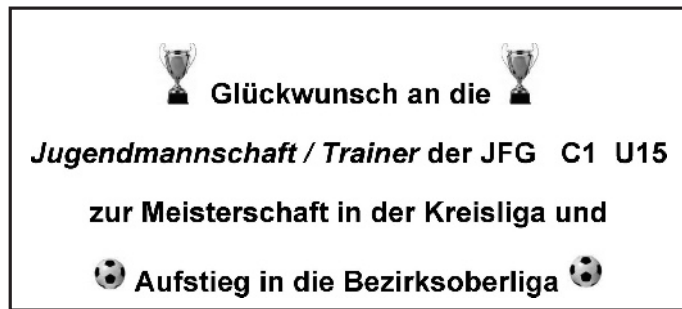 Glückwunsch an die
Jugendmannschaft / Trainer der JFG C1 U15
zur Meisterschaft in der Kreisliga und
Aufstieg in die Bezirksoberliga